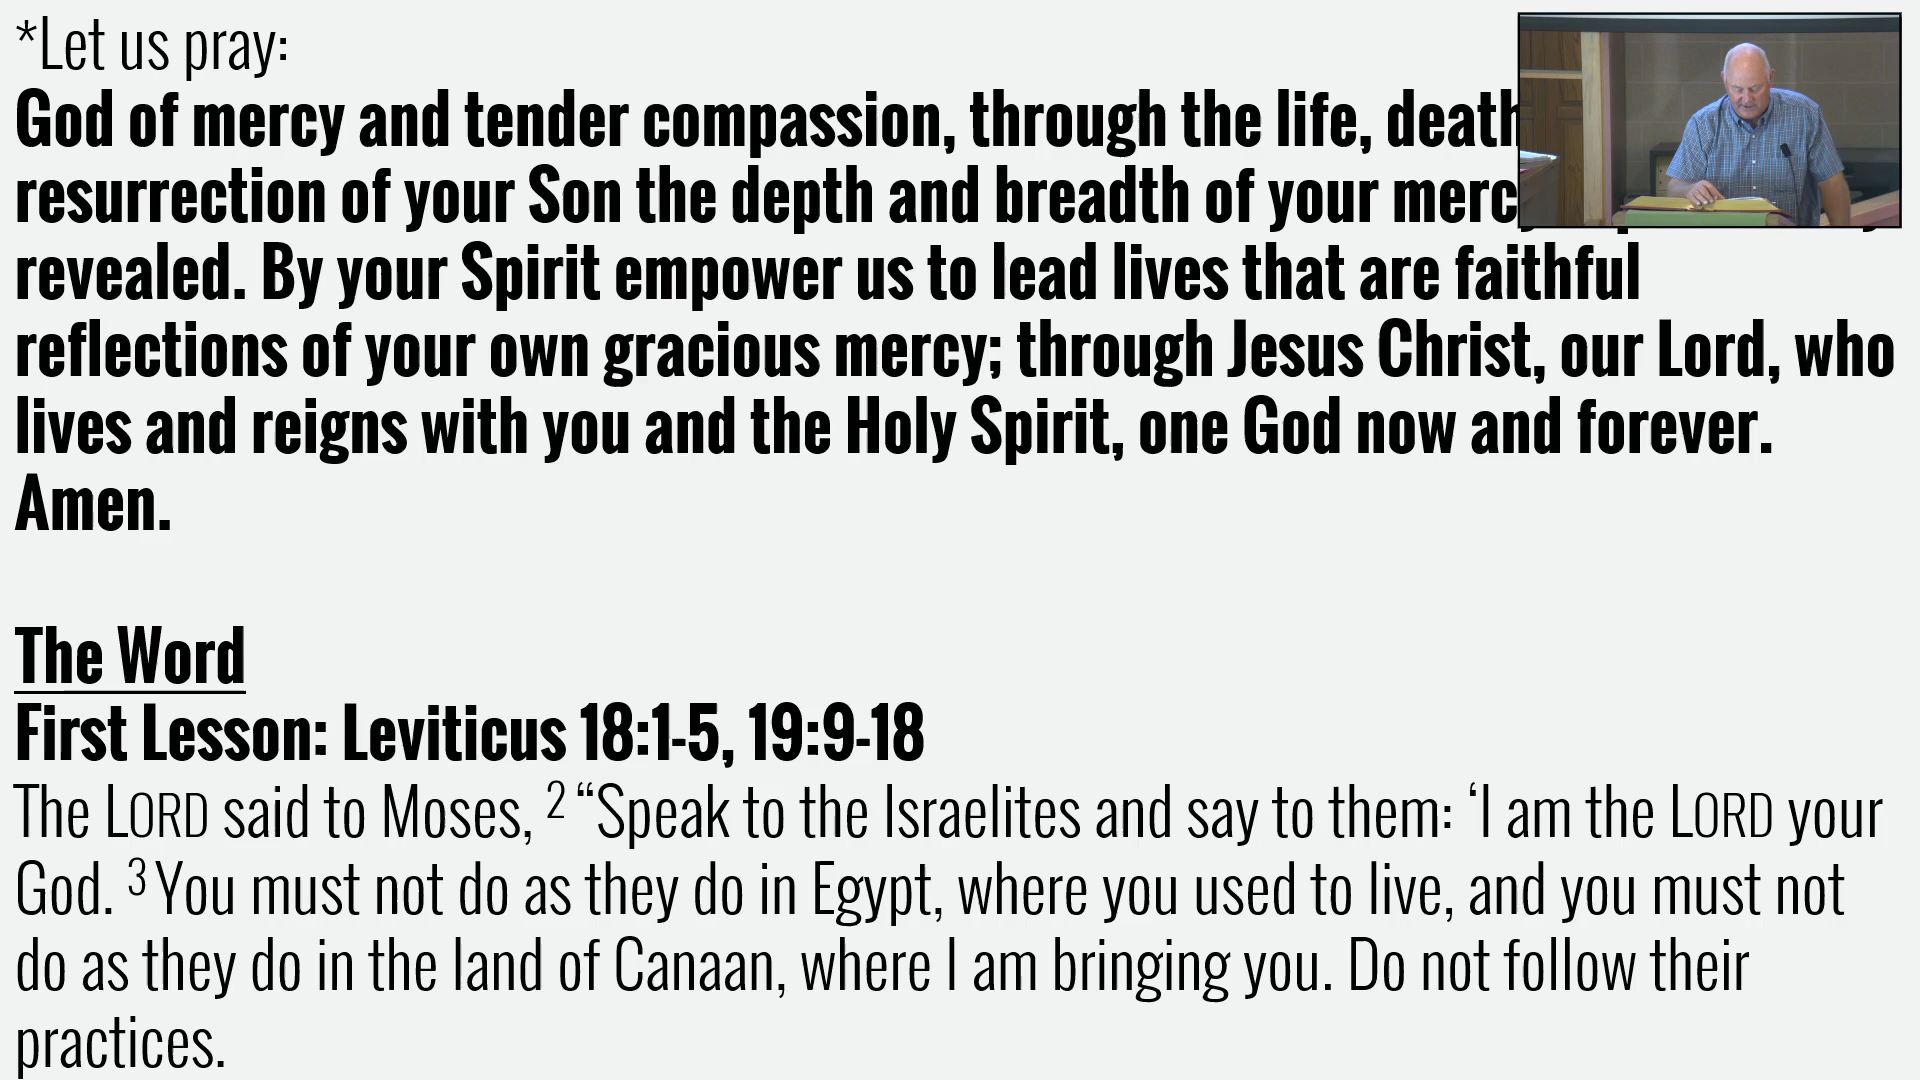 *Let us pray:
God of mercy and tender compassion, through the life, death
resurrection of your Son the depth and breadth of your
revealed. By your Spirit empower us to lead lives that are faithful
reflections of your own gracious mercy; through Jesus Christ, our Lord, who
lives and reigns with you and the Holy Spirit, one God now and forever.
Amen.
The Word
First Lesson: Leviticus 18:1-5, 19:9-18
The LORD said to Moses, 2 “Speak to the Israelites and say to them: ‘I am the LORD your
God. 3 You must not do as they do in Egypt, where you used to live, and you must not
do as they do in the land of Canaan, where I am bringing you. Do not follow their
practices.